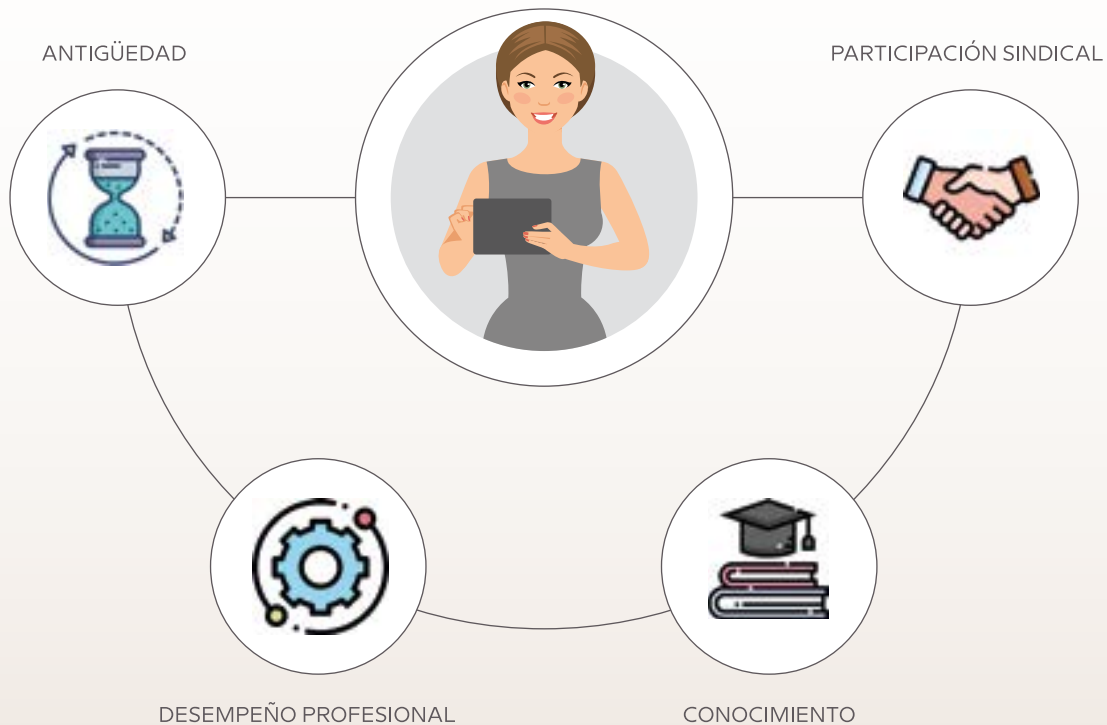 ANTIGÜEDAD
PARTICIPACIÓN SINDICAL
DESEMPEÑO PROFESIONAL
CONOCIMIENTO